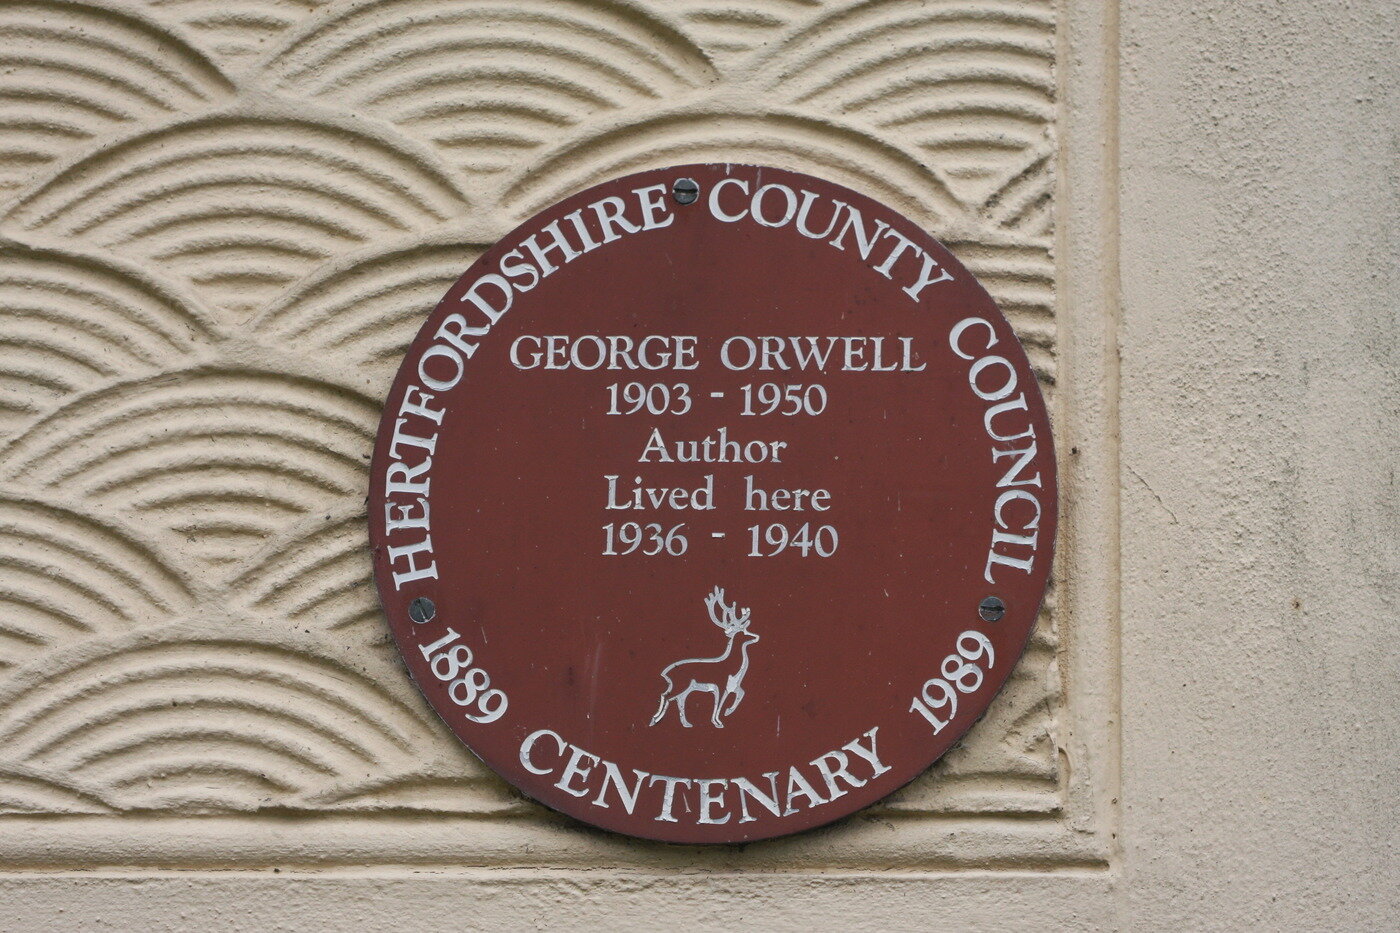 HERTFORDSHIRE COUNTY COUNCIL
GEORGE ORWELL
1903 - 1950
Author
Lived here
1936 - 1940
1889 CENTENARY 1989